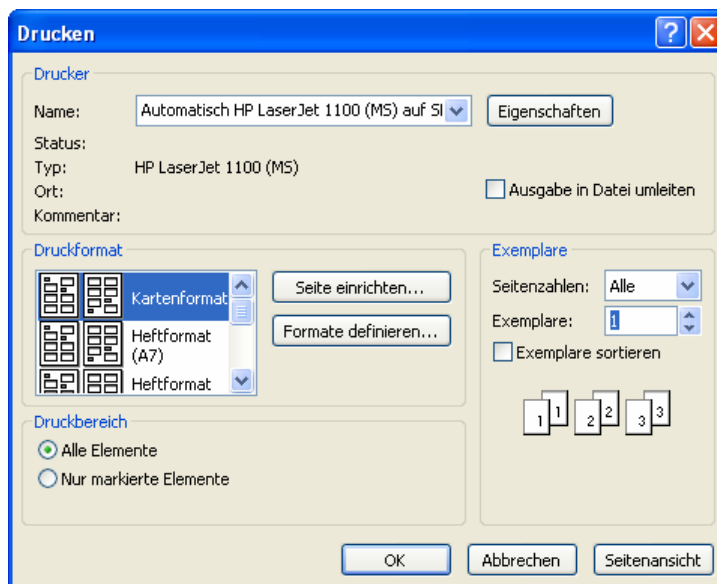 Drucken
Drucker
Name: Automatisch HP LaserJet 1100 (MS) auf SI Eigenschaften
Status:
Typ: HP LaserJet 1100 (MS)
Ort:
Ausgabe in Datei umleiten
Kommentar:
Druckformat
Kartenformat
Heftformat
(A7)
Heftformat
Seite einrichten...
Formate definieren...
Exemplare
Seitenzahlen: Alle
Exemplare: 1
Exemplare sortieren
1 1 2 2 3 3
Druckbereich
Alle Elemente
Nur markierte Elemente
OK Abbrechen Seitenansicht